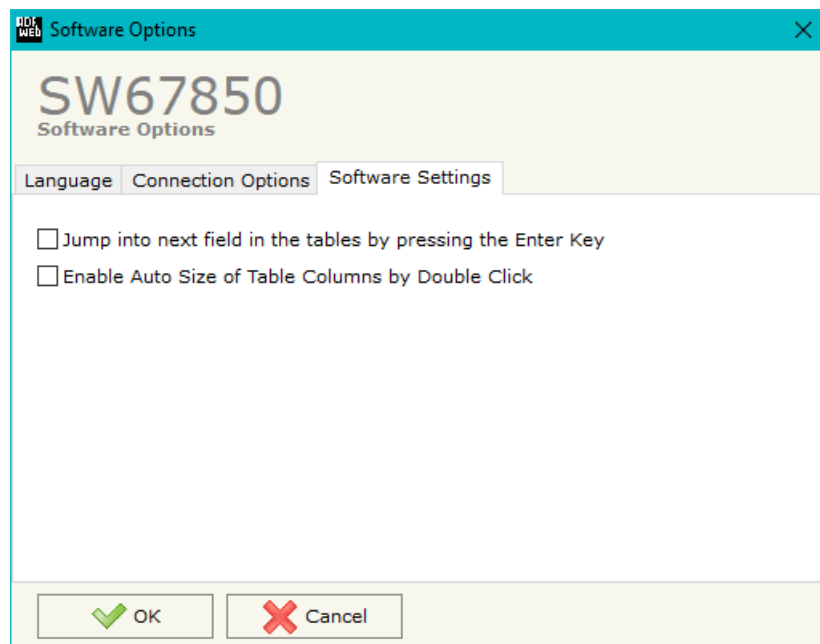 ADF
WEB
Software Options
SW67850
Software Options
Language
Connection Options
Software Settings
Jump into next field in the tables by pressing the Enter Key
Enable Auto Size of Table Columns by Double Click
OK
Cancel